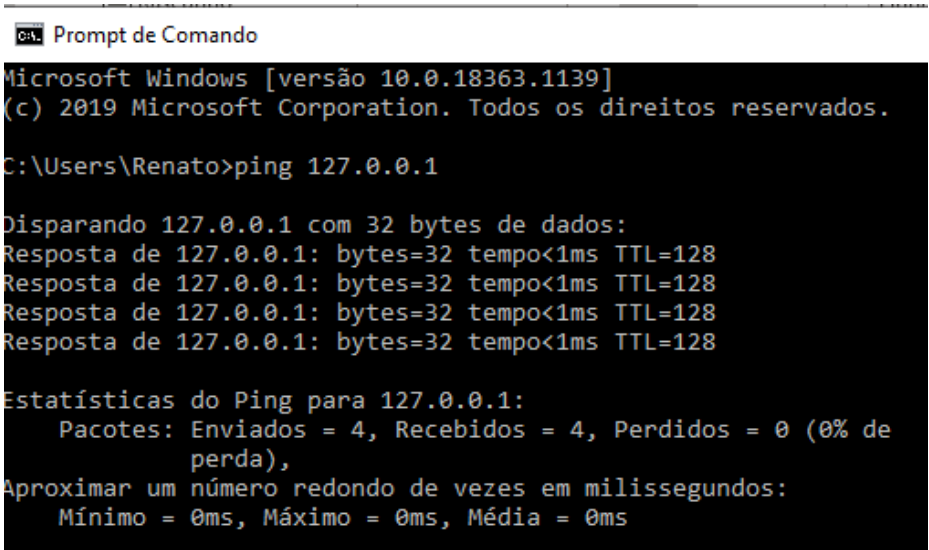 Prompt de Comando
Microsoft Windows [versão 10.0.18363.1139]
(c) 2019 Microsoft Corporation. Todos os direitos reservados.
C:\Users\Renato>ping 127.0.0.1
Disparando 127.0.0.1 com 32 bytes de dados:
Resposta de 127.0.0.1: bytes=32 tempo<1ms TTL=128
Resposta de 127.0.0.1: bytes=32 tempo<1ms TTL=128
Resposta de 127.0.0.1: bytes=32 tempo<1ms TTL=128
Resposta de 127.0.0.1: bytes=32 tempo<1ms TTL=128
Estatísticas do Ping para 127.0.0.1:
    Pacotes: Enviados = 4, Recebidos = 4, Perdidos = 0 (0% de
             perda),
Aproximar um número redondo de vezes em milissegundos:
    Mínimo = 0ms, Máximo = 0ms, Média = 0ms